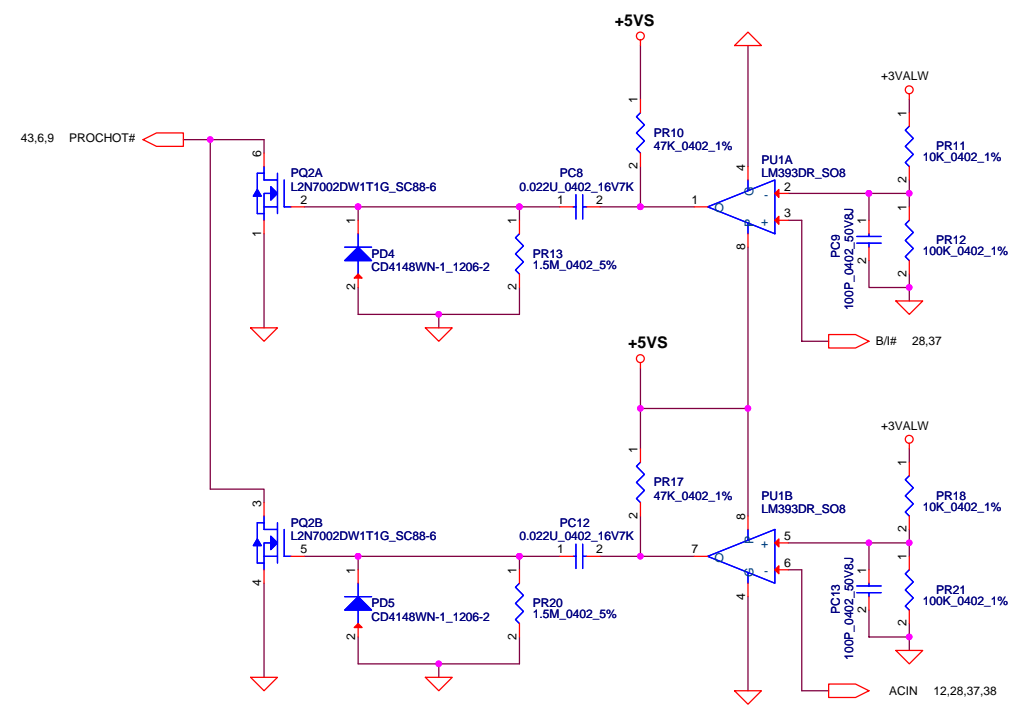 +5VS
+3VALW
43,6,9 PROCHOT#
1
PR10
47K_0402_1%
2
1
PR11
10K_0402_1%
2
6
PQ2A
L2N7002DW1T1G_SC88-6
2
1
PC8
0.022U_0402_16V7K
1 2
4
PU1A
LM393DR_SO8
1
G
O
-
+
P
2
3
8
1
PD4
CD4148WN-1_1206-2
2
1
PR13
1.5M_0402_5%
2
1
PC9
100P_0402_50V8J
2
1
PR12
100K_0402_1%
2
B/I# 28,37
+5VS
+3VALW
1
PR17
47K_0402_1%
2
1
PR18
10K_0402_1%
2
3
PQ2B
L2N7002DW1T1G_SC88-6
5
4
PC12
0.022U_0402_16V7K
1 2
8
PU1B
LM393DR_SO8
7
P
O
+
-
G
5
6
4
1
PD5
CD4148WN-1_1206-2
2
1
PR20
1.5M_0402_5%
2
1
PC13
100P_0402_50V8J
2
1
PR21
100K_0402_1%
2
ACIN 12,28,37,38